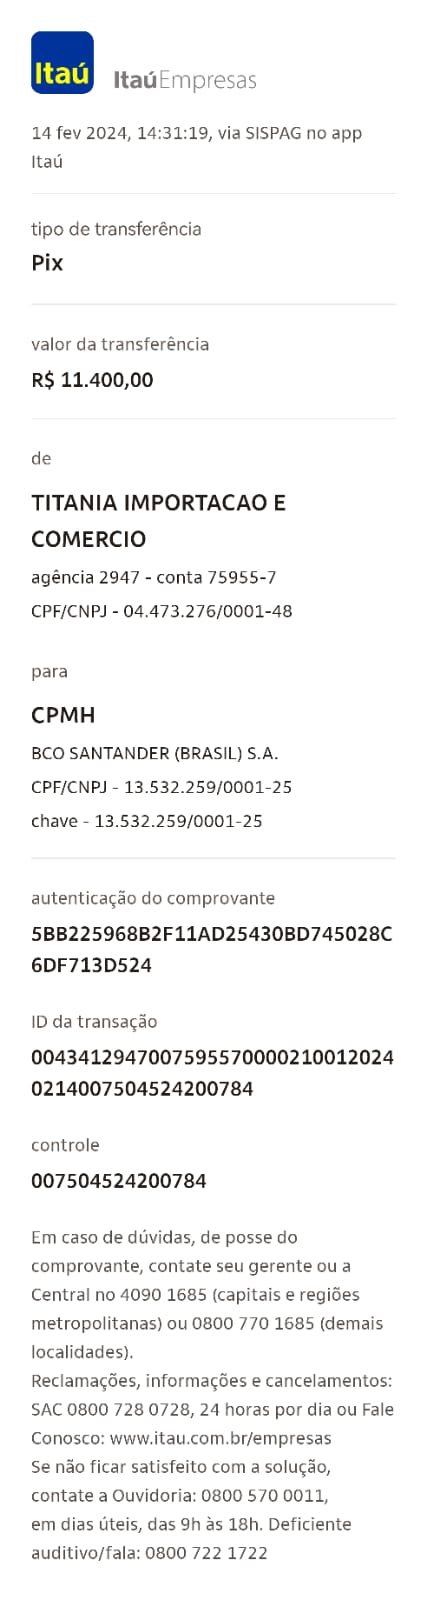 Itaú ItaúEmpresas
14 fev 2024, 14:31:19, via SISPAG no app
Itaú
tipo de transferência
Pix
valor da transferência
R$ 11.400,00
de
TITANIA IMPORTACAO E
COMERCIO
agência 2947 - conta 75955-7
CPF/CNPJ - 04.473.276/0001-48
para
CPMH
BCO SANTANDER (BRASIL) S.A.
CPF/CNPJ - 13.532.259/0001-25
chave - 13.532.259/0001-25
autenticação do comprovante
5BB225968B2F11AD25430BD745028C
6DF713D524
ID da transação
0043412947007595570000210012024
0214007504524200784
controle
007504524200784
Em caso de dúvidas, de posse do
comprovante, contate seu gerente ou a
Central no 4090 1685 (capitais e regiões
metropolitanas) ou 0800 770 1685 (demais
localidades).
Reclamações, informações e cancelamentos:
SAC 0800 728 0728, 24 horas por dia ou Fale
Conosco: www.itau.com.br/empresas
Se não ficar satisfeito com a solução,
contate a Ouvidoria: 0800 570 0011,
em dias úteis, das 9h às 18h. Deficiente
auditivo/fala: 0800 722 1722